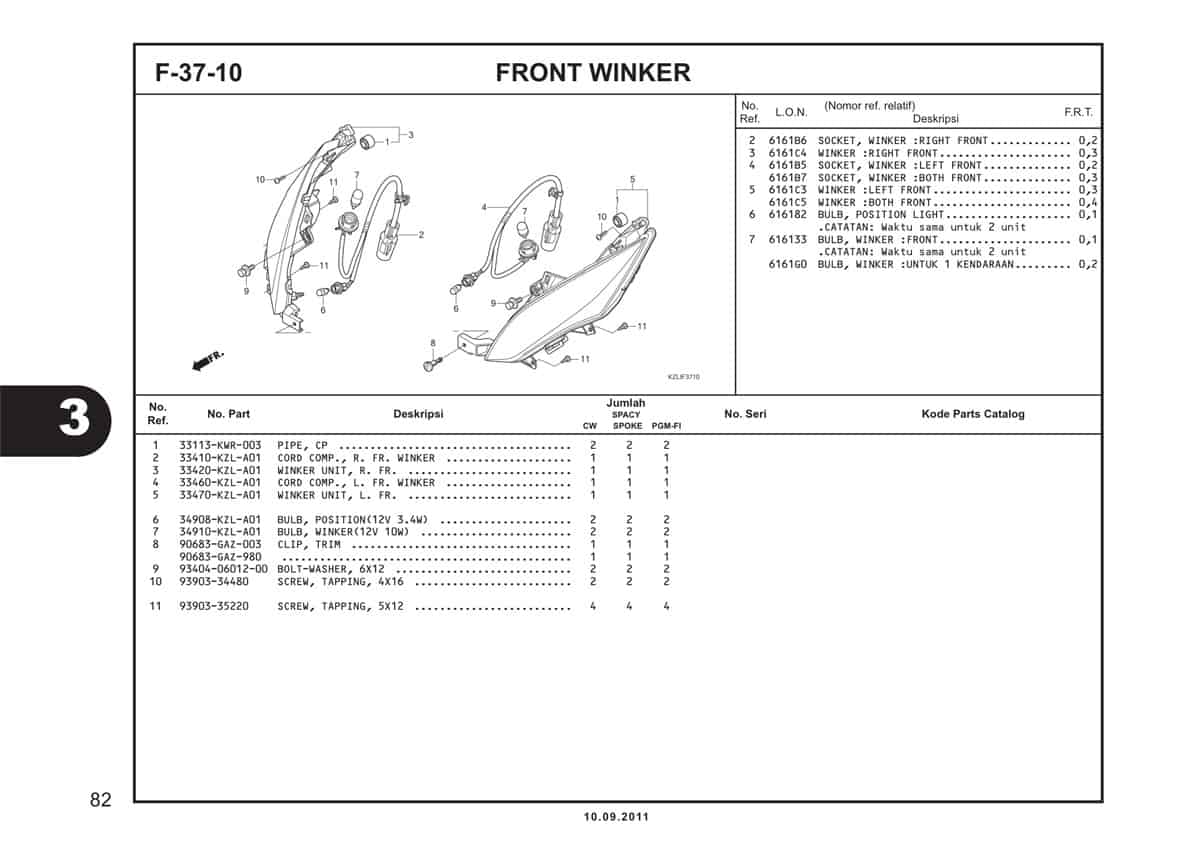 F-37-10 FRONT WINKER
3
1
10
11
7
2
11
9
6
5
4
7
10
1
9
6
8
11
11
FR.
KZLIF3710
No. Ref. L.O.N. (Nomor ref. relatif) Deskripsi F.R.T.
2 6161B6 SOCKET, WINKER :RIGHT FRONT............. 0,2
3 6161C4 WINKER :RIGHT FRONT..................... 0,3
4 6161B5 SOCKET, WINKER :LEFT FRONT.............. 0,2
6161B7 SOCKET, WINKER :BOTH FRONT.............. 0,3
5 6161C3 WINKER :LEFT FRONT...................... 0,3
6161C5 WINKER :BOTH FRONT...................... 0,4
6 616182 BULB, POSITION LIGHT.................... 0,1
.CATATAN: Waktu sama untuk 2 unit
7 616133 BULB, WINKER :FRONT..................... 0,1
.CATATAN: Waktu sama untuk 2 unit
6161G0 BULB, WINKER :UNTUK 1 KENDARAAN......... 0,2
3
No. Ref. No. Part Deskripsi Jumlah No. Seri Kode Parts Catalog
SPACY
CW SPOKE PGM-FI
1 33113-KWR-003 PIPE, CP ..................................... 2 2 2
2 33410-KZL-A01 CORD COMP., R. FR. WINKER .................... 1 1 1
3 33420-KZL-A01 WINKER UNIT, R. FR. .......................... 1 1 1
4 33460-KZL-A01 CORD COMP., L. FR. WINKER .................... 1 1 1
5 33470-KZL-A01 WINKER UNIT, L. FR. .......................... 1 1 1
6 34908-KZL-A01 BULB, POSITION(12V 3.4W) ..................... 2 2 2
7 34910-KZL-A01 BULB, WINKER(12V 10W) ........................ 2 2 2
8 90683-GAZ-003 CLIP, TRIM ................................... 1 1 1
90683-GAZ-980 .............................................. 1 1 1
9 93404-06012-00 BOLT-WASHER, 6X12 ............................ 2 2 2
10 93903-34480 SCREW, TAPPING, 4X16 ......................... 2 2 2
11 93903-35220 SCREW, TAPPING, 5X12 ......................... 4 4 4
82
10.09.2011